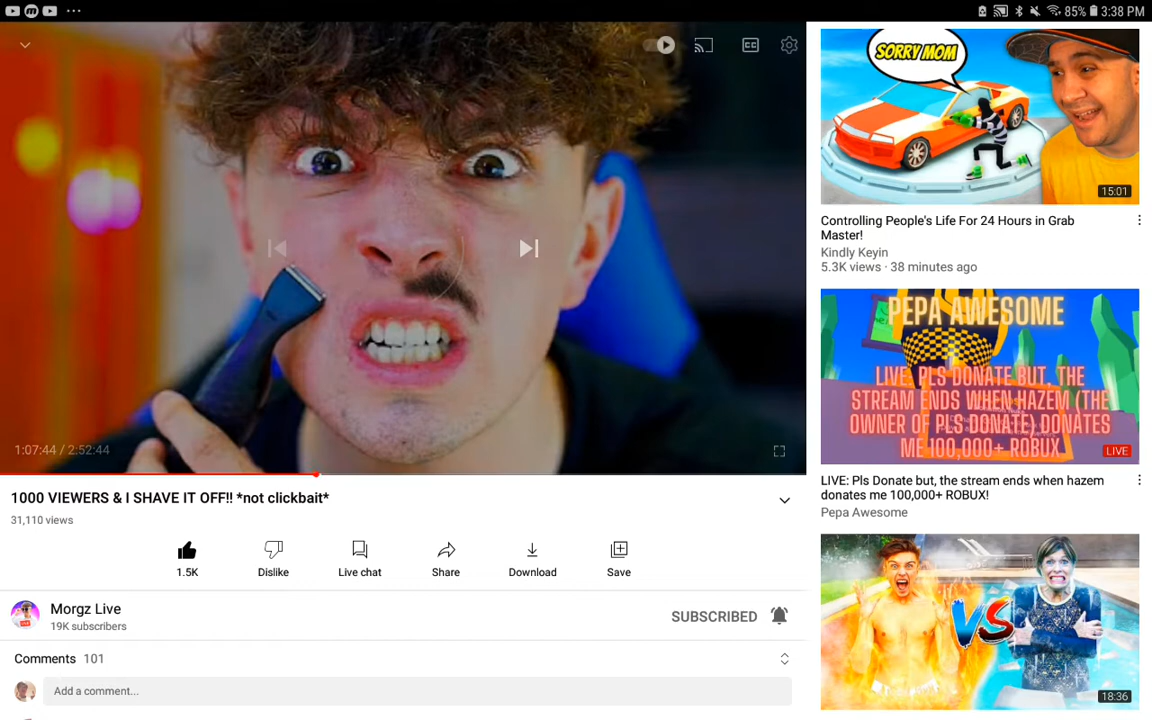 85% 3:38 PM
CC
1:07:44 / 2:52:44
1000 VIEWERS & I SHAVE IT OFF!! *not clickbait*
31,110 views
1.5K
Dislike
Live chat
Share
Download
Save
Morgz Live
19K subscribers
SUBSCRIBED
Comments 101
Add a comment...
SORRY MOM
15:01
Controlling People's Life For 24 Hours in Grab
Master!
Kindly Keyin
5.3K views · 38 minutes ago
PEPA AWESOME
LIVE: PLS DONATE BUT, THE
STREAM ENDS WHEN HAZEM (THE
OWNER OF PLS DONATE) DONATES
ME 100,000+ ROBUX
LIVE
LIVE: Pls Donate but, the stream ends when hazem
donates me 100,000+ ROBUX!
Pepa Awesome
VS
18:36